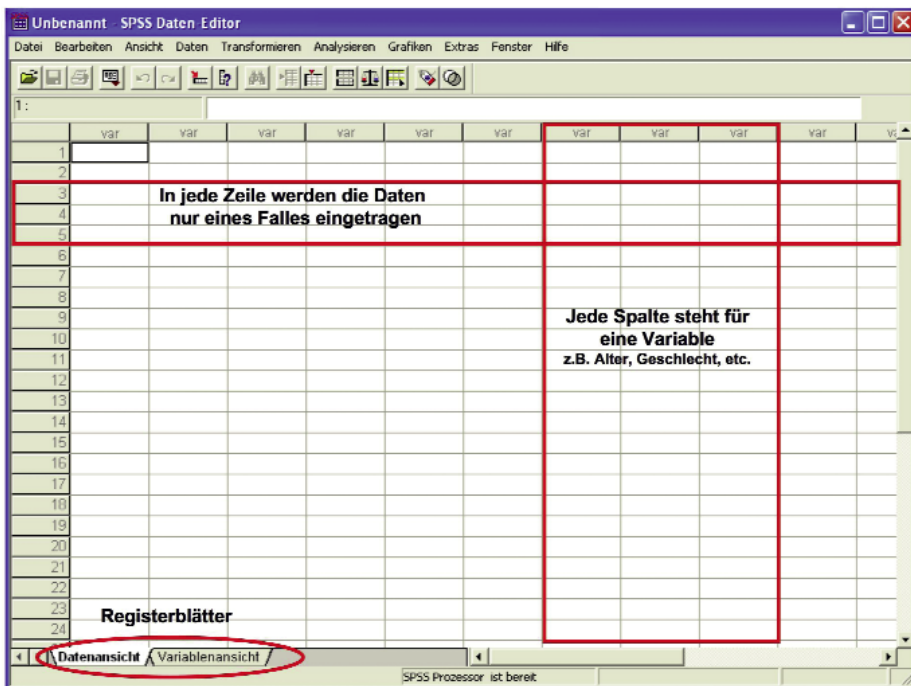 Unbenannt - SPSS Daten-Editor
Datei Bearbeiten Ansicht Daten Transformieren Analysieren Grafiken Extras Fenster Hilfe
1 :
var var var var var var var var var var va
1
2
3 In jede Zeile werden die Daten
4 nur eines Falles eingetragen
5
6
7
8
9 Jede Spalte steht für
10 eine Variable
11 z.B. Alter, Geschlecht, etc.
12
13
14
15
16
17
18
19
20
21
22
23 Registerblätter
24
Datenansicht Variablenansicht
SPSS Prozessor ist bereit